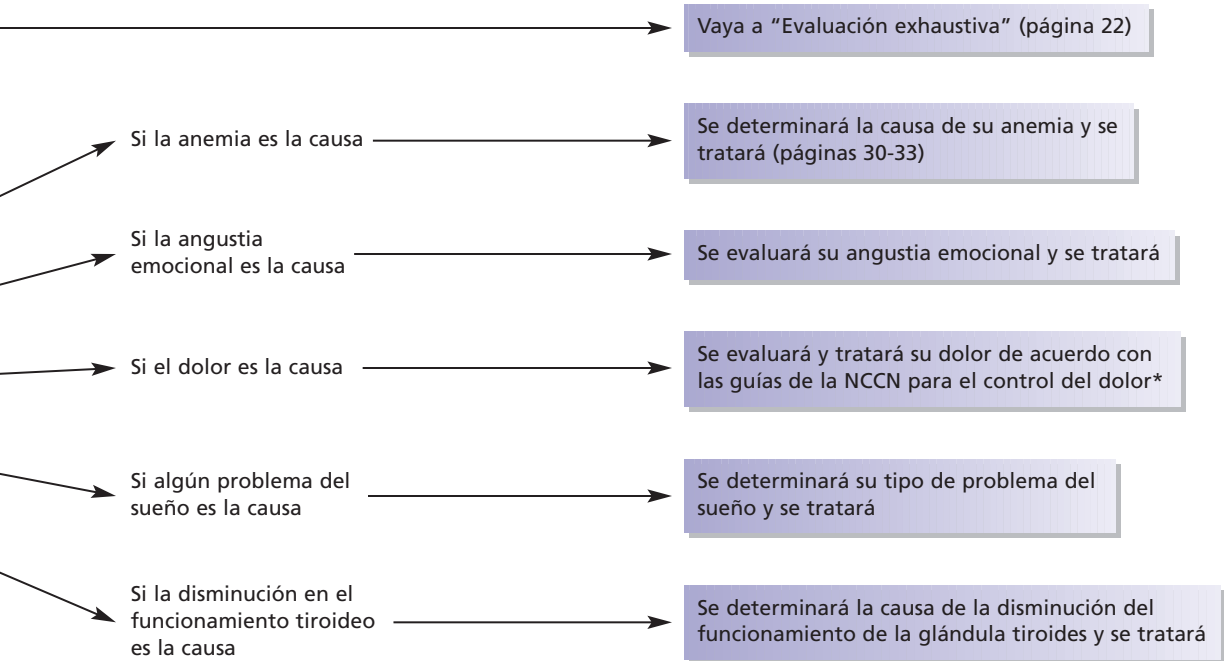 Vaya a “Evaluación exhaustiva” (página 22)
Si la anemia es la causa
Se determinará la causa de su anemia y se
tratará (páginas 30-33)
Si la angustia
emocional es la causa
Se evaluará su angustia emocional y se tratará
Si el dolor es la causa
Se evaluará y tratará su dolor de acuerdo con
las guías de la NCCN para el control del dolor*
Si algún problema del
sueño es la causa
Se determinará su tipo de problema del
sueño y se tratará
Si la disminución en el
funcionamiento tiroideo
es la causa
Se determinará la causa de la disminución del
funcionamiento de la glándula tiroides y se tratará